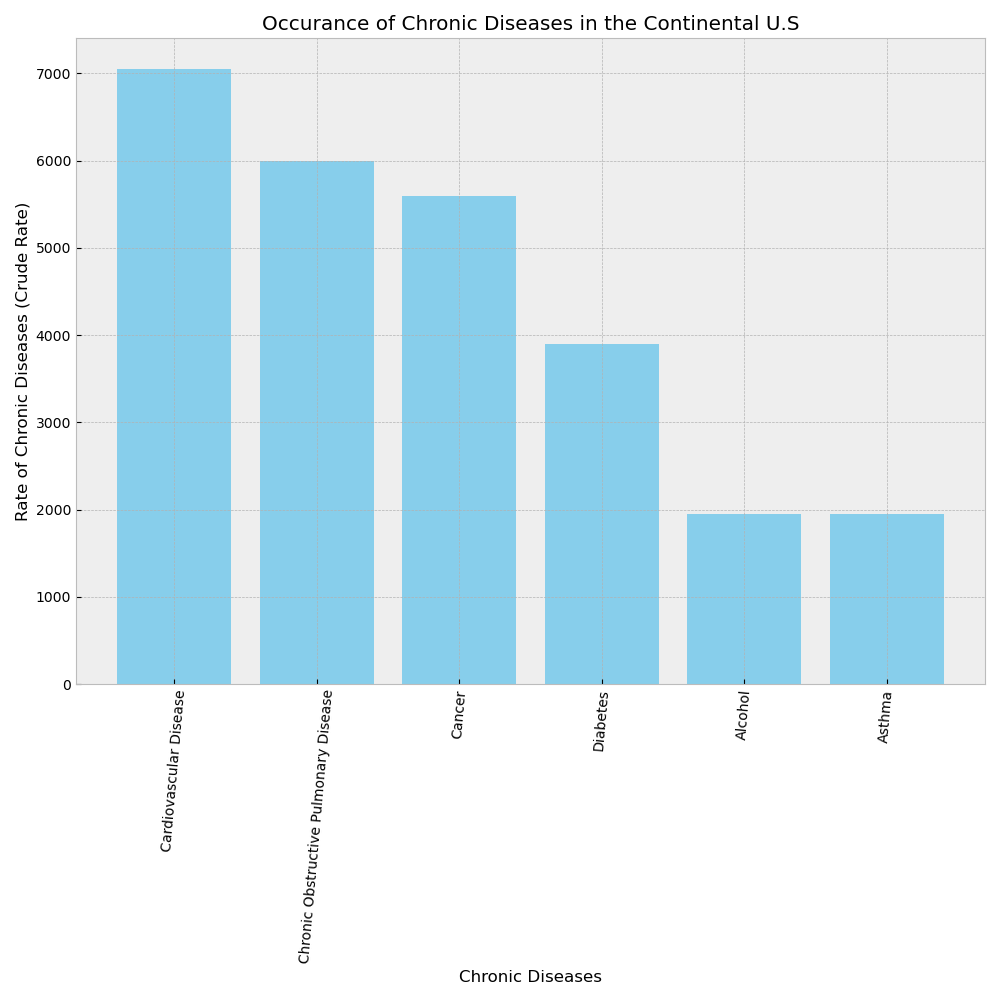 Occurance of Chronic Diseases in the Continental U.S
Rate of Chronic Diseases (Crude Rate)
7000
6000
5000
4000
3000
2000
1000
0
Cardiovascular Disease
Chronic Obstructive Pulmonary Disease
Cancer
Diabetes
Alcohol
Asthma
Chronic Diseases